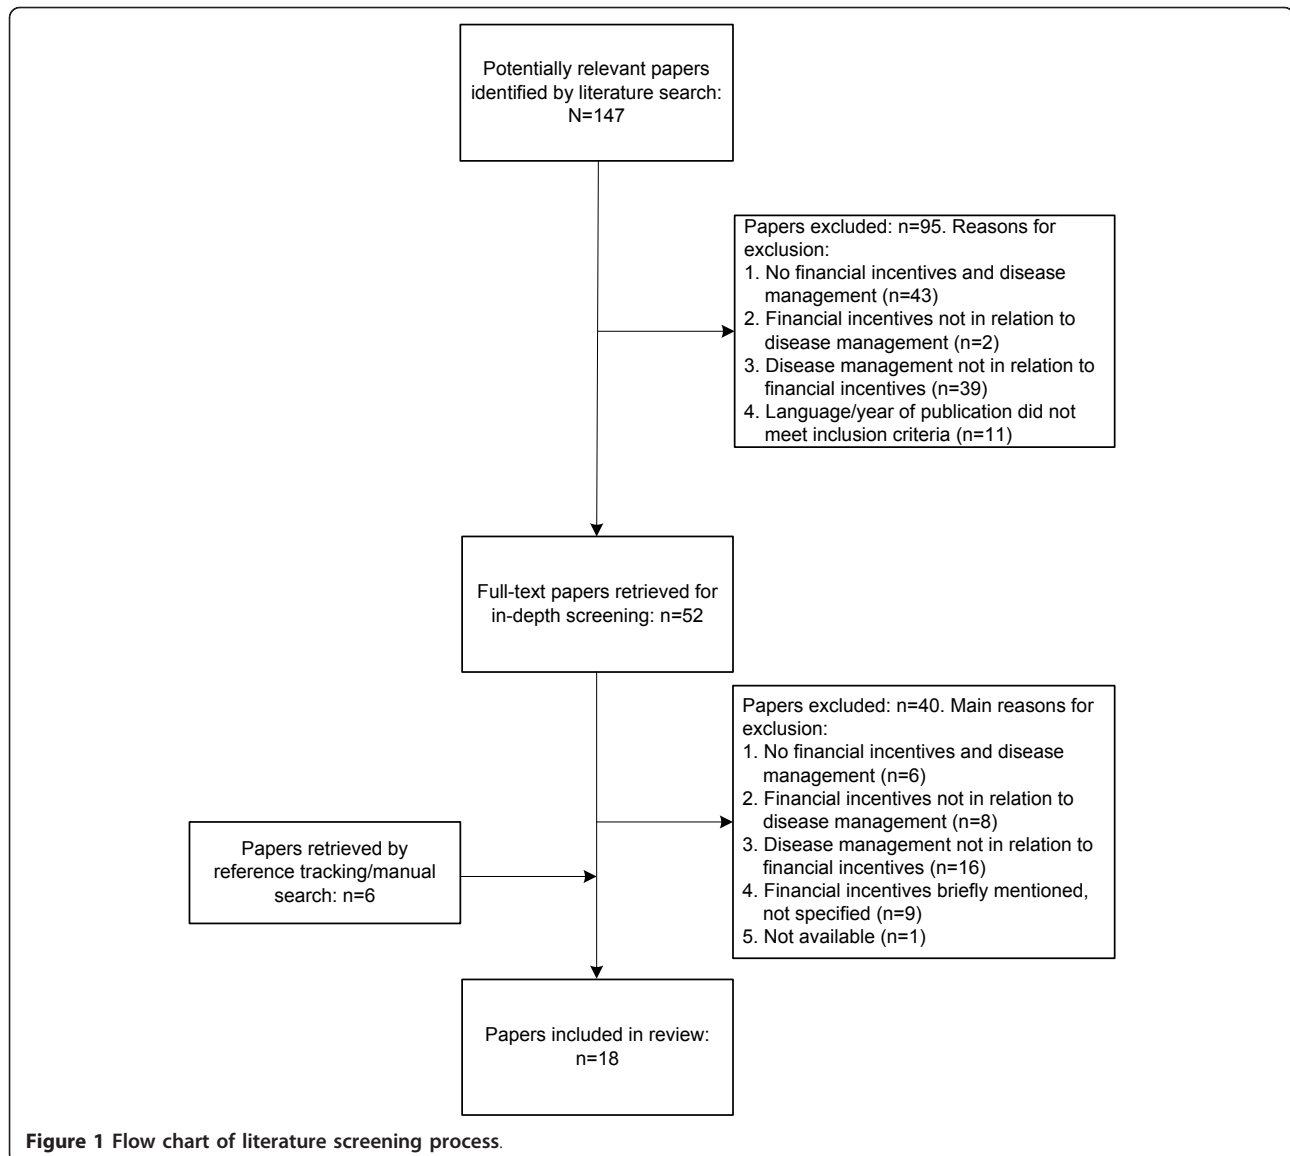 Potentially relevant papers
identified by literature search:
N=147
Papers excluded: n=95. Reasons for
exclusion:
1. No financial incentives and disease
management (n=43)
2. Financial incentives not in relation to
disease management (n=2)
3. Disease management not in relation to
financial incentives (n=39)
4. Language/year of publication did not
meet inclusion criteria (n=11)
Full-text papers retrieved for
in-depth screening: n=52
Papers excluded: n=40. Main reasons for
exclusion:
1. No financial incentives and disease
management (n=6)
2. Financial incentives not in relation to
disease management (n=8)
3. Disease management not in relation to
financial incentives (n=16)
4. Financial incentives briefly mentioned,
not specified (n=9)
5. Not available (n=1)
Papers retrieved by
reference tracking/manual
search: n=6
Papers included in review:
n=18
Figure 1 Flow chart of literature screening process.